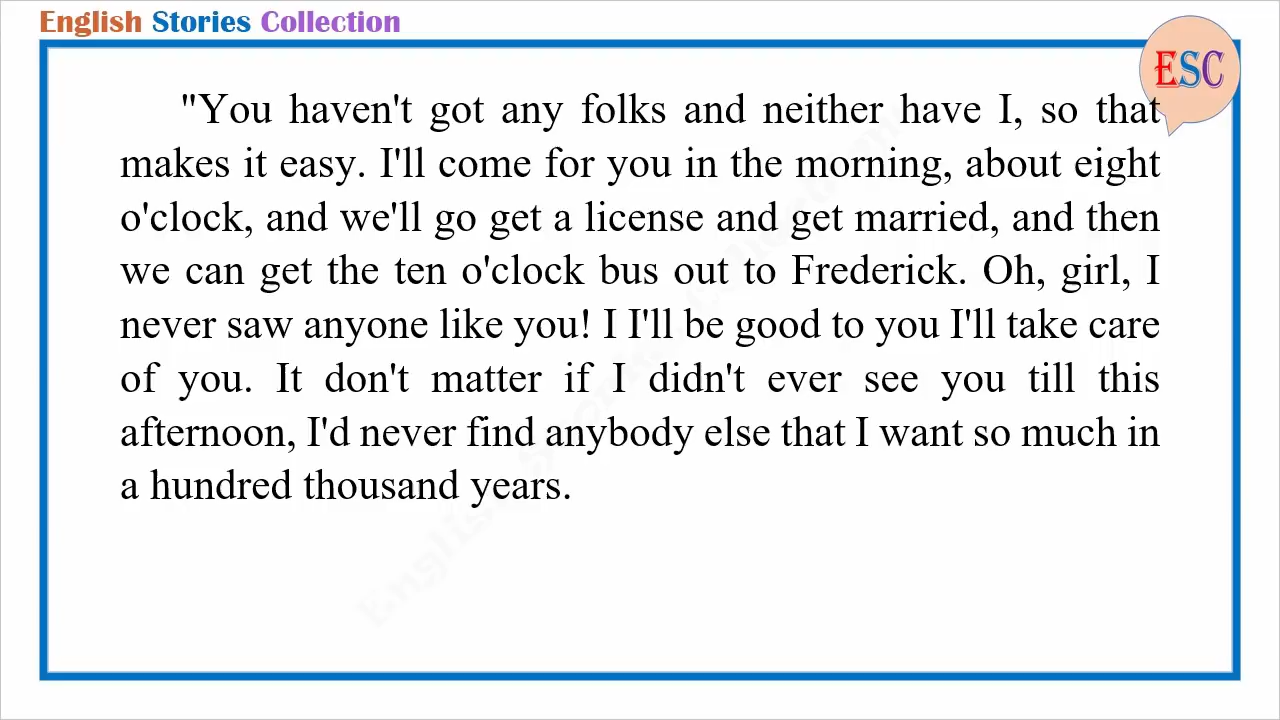 English Stories Collection
ESC
"You haven't got any folks and neither have I, so that
makes it easy. I'll come for you in the morning, about eight
o'clock, and we'll go get a license and get married, and then
we can get the ten o'clock bus out to Frederick. Oh, girl, I
never saw anyone like you! I I'll be good to you I'll take care
of you. It don't matter if I didn't ever see you till this
afternoon, I'd never find anybody else that I want so much in
a hundred thousand years.